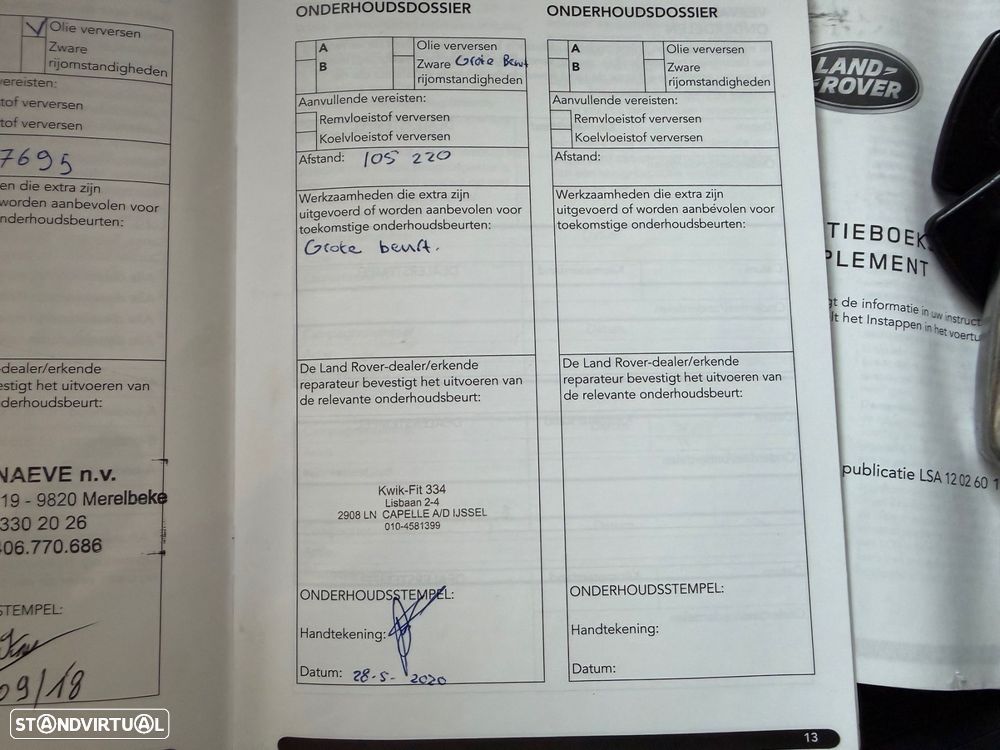 Olie verversen
Zware
rijomstandigheden
vereisten:
stof verversen
tof verversen
7695
en die extra zijn
worden aanbevolen voor
nderhoudsbeurten:
-dealer/erkende
estigt het uitvoeren van
derhoudsbeurt:
NAEVE n.v.
19 - 9820 Merelbeke
330 20 26
406.770.686
STEMPEL:
09/18
ONDERHOUDSDOSSIER
A
B
Olie verversen
Zware Grote Beurt
rijomstandigheden
Aanvullende vereisten:
Remvloeistof verversen
Koelvloeistof verversen
Afstand: 105 220
Werkzaamheden die extra zijn
uitgevoerd of worden aanbevolen voor
toekomstige onderhoudsbeurten:
Grote beurt.
De Land Rover-dealer/erkende
reparateur bevestigt het uitvoeren van
de relevante onderhoudsbeurt:
Kwik-Fit 334
Lisbaan 2-4
2908 LN CAPELLE A/D IJSSEL
010-4581399
ONDERHOUDSSTEMPEL:
Handtekening:
Datum: 28-5-2020
ONDERHOUDSDOSSIER
A
B
Olie verversen
Zware
rijomstandigheden
Aanvullende vereisten:
Remvloeistof verversen
Koelvloeistof verversen
Afstand:
Werkzaamheden die extra zijn
uitgevoerd of worden aanbevolen voor
toekomstige onderhoudsbeurten:
De Land Rover-dealer/erkende
reparateur bevestigt het uitvoeren van
de relevante onderhoudsbeurt:
ONDERHOUDSSTEMPEL:
Handtekening:
Datum:
13
LAND
ROVER
TIEBOEK
PLEMENT
gt de informatie in uw instruct
lt het Instappen in het voertu
publicatie LSA 12 02 60 1
STANDVIRTUAL